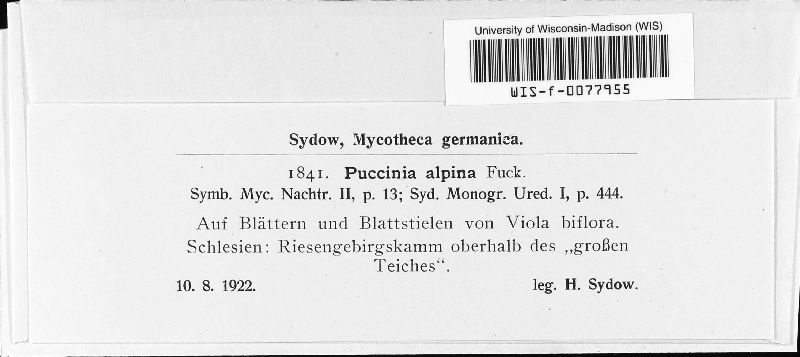 University of Wisconsin-Madison (WIS)
WIS-f-0077955
Sydow, Mycotheca germanica.
1841. Puccinia alpina Fuck.
Symb. Myc. Nachtr. II, p. 13; Syd. Monogr. Ured. I, p. 444.
Auf Blättern und Blattstielen von Viola biflora.
Schlesien: Riesengebirgskamm oberhalb des „großen
Teiches“.
10. 8. 1922. leg. H. Sydow.